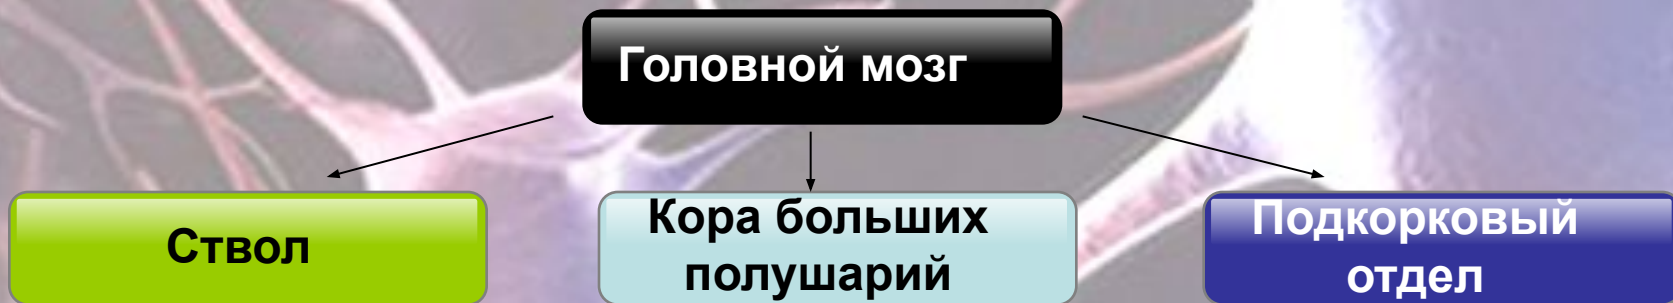 Головной мозг
Ствол
Кора больших
полушарий
Подкорковый
отдел